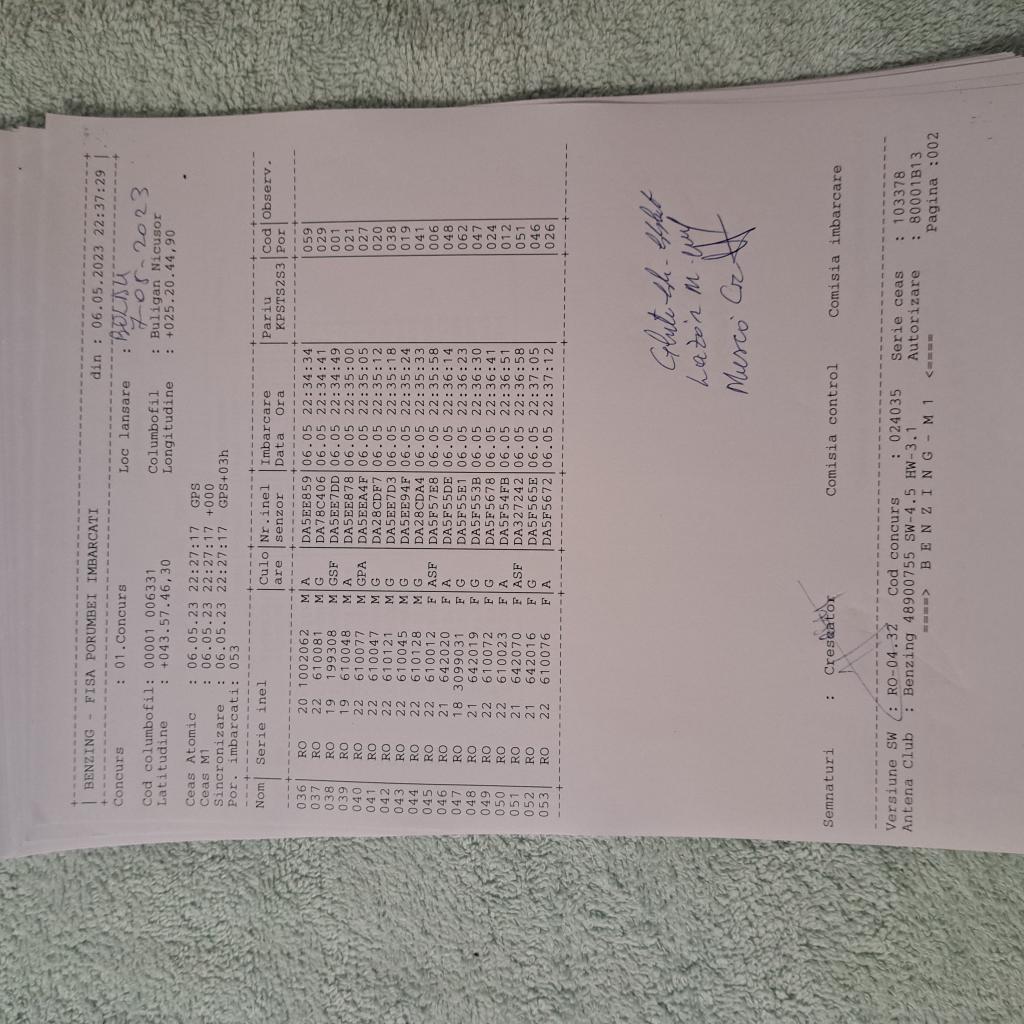 | BENZING - FISA PORUMBEI IMBARCATI din : 06.05.2023 22:37:29 |
Concurs : 01.Concurs Loc lansare :
7-05-2023
Cod columbofil: 00001 006331 Columbofil : Buligan Nicusor
Latitudine : +043.57.46,30 Longitudine : +025.20.44,90
Ceas Atomic : 06.05.23 22:27:17 GPS
Ceas M1 : 06.05.23 22:27:17 +000
Sincronizare : 06.05.23 22:27:17 GPS+03h
Por. imbarcati: 053
Nom| Serie inel |Culo|Nr.inel |Imbarcare Pariu |Cod|Observ.
|are |senzor |Data Ora KPSTS2S3|Por|
036 RO 20 1002062 M A DA5EE859 06.05 22:34:34 059
037 RO 22 610081 M G DA78C406 06.05 22:34:41 029
038 RO 19 199308 M GSF DA5EE7DD 06.05 22:34:49 001
039 RO 19 610048 M A DA5EE878 06.05 22:35:00 021
040 RO 22 610077 M GPA DA5EEA4F 06.05 22:35:05 027
041 RO 22 610047 M G DA28CDF7 06.05 22:35:12 020
042 RO 22 610121 M G DA5EE7D3 06.05 22:35:18 038
043 RO 22 610045 M G DA5EE94F 06.05 22:35:24 019
044 RO 22 610128 M G DA28CDA4 06.05 22:35:33 041
045 RO 22 610012 F ASF DA5F57E8 06.05 22:35:58 006
046 RO 21 642020 F A DA5F55DE 06.05 22:36:14 048
047 RO 18 3099031 F G DA5F55E1 06.05 22:36:23 062
048 RO 21 642019 F G DA5F553B 06.05 22:36:30 047
049 RO 22 610072 F G DA5F5678 06.05 22:36:41 024
050 RO 22 610023 F A DA5F54FB 06.05 22:36:51 012
051 RO 21 642070 F ASF DA327242 06.05 22:36:58 051
052 RO 21 642016 F G DA5F565E 06.05 22:37:05 046
053 RO 22 610076 F A DA5F5672 06.05 22:37:12 026
Semnaturi : Crescator Comisia control Comisia imbarcare
Versiune SW : RO-04.32 Cod concurs : 024035 Serie ceas : 103378
Antena Club : Benzing 48900755 SW-4.5 HW-3.1 Autorizare : 80001B13
====> B E N Z I N G - M 1 <==== Pagina :002